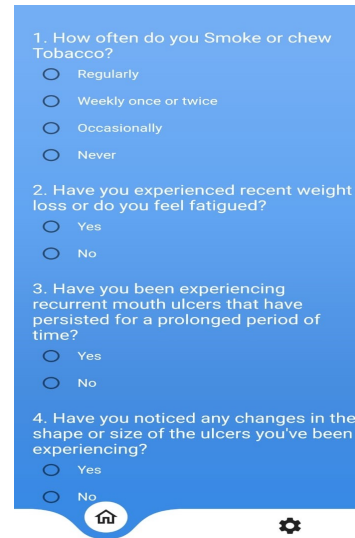 1. How often do you Smoke or chew
Tobacco?
Regularly
Weekly once or twice
Occasionally
Never
2. Have you experienced recent weight
loss or do you feel fatigued?
Yes
No
3. Have you been experiencing
recurrent mouth ulcers that have
persisted for a prolonged period of
time?
Yes
No
4. Have you noticed any changes in the
shape or size of the ulcers you've been
experiencing?
Yes
No